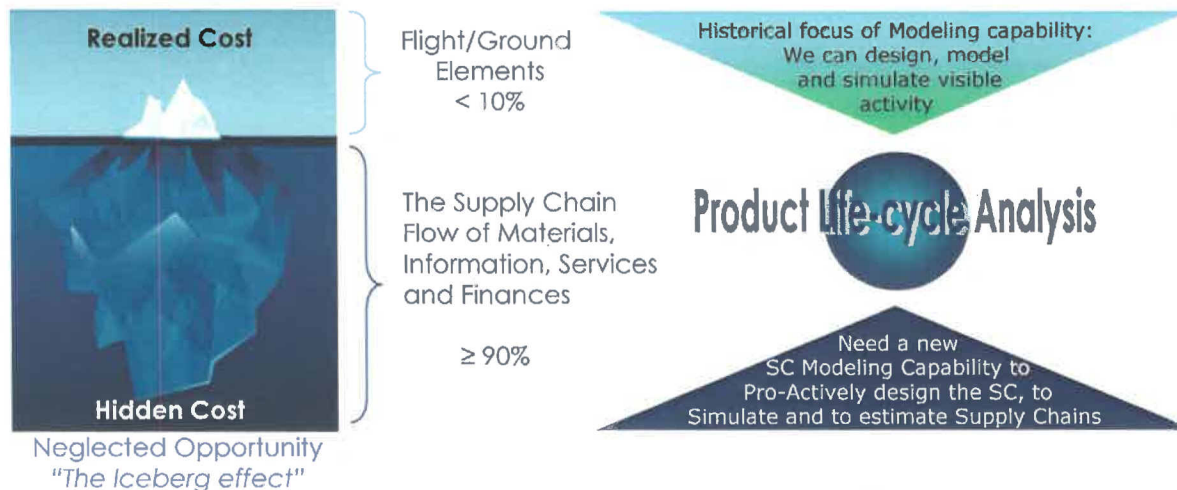 Realized Cost
Hidden Cost
Neglected Opportunity
"The Iceberg effect"
Flight/Ground
Elements
< 10%
The Supply Chain
Flow of Materials,
Information, Services
and Finances
≥ 90%
Historical focus of Modeling capability:
We can design, model
and simulate visible
activity
Product Life-cycle Analysis
Need a new
SC Modeling Capability to
Pro-Actively design the SC, to
Simulate and to estimate Supply Chains